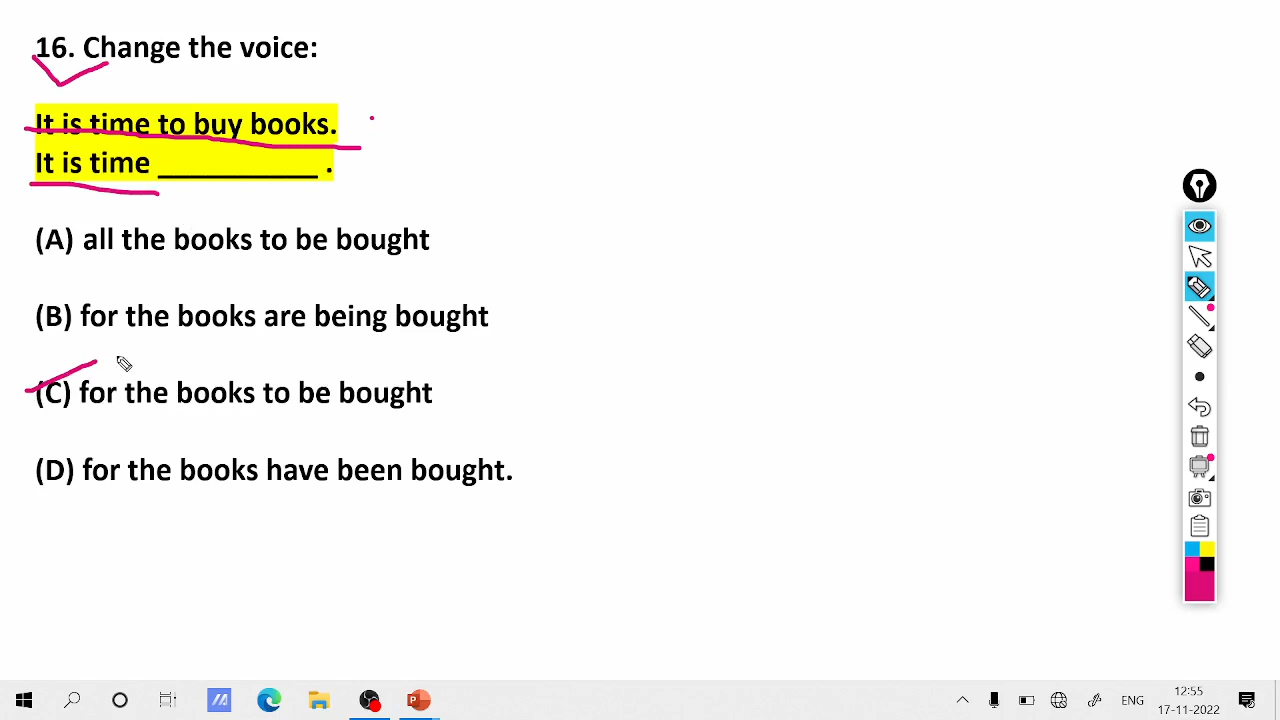 16. Change the voice:
It is time to buy books.
It is time ____________ .
(A) all the books to be bought
(B) for the books are being bought
(C) for the books to be bought
(D) for the books have been bought.
ENG
12:55
17-11-2022